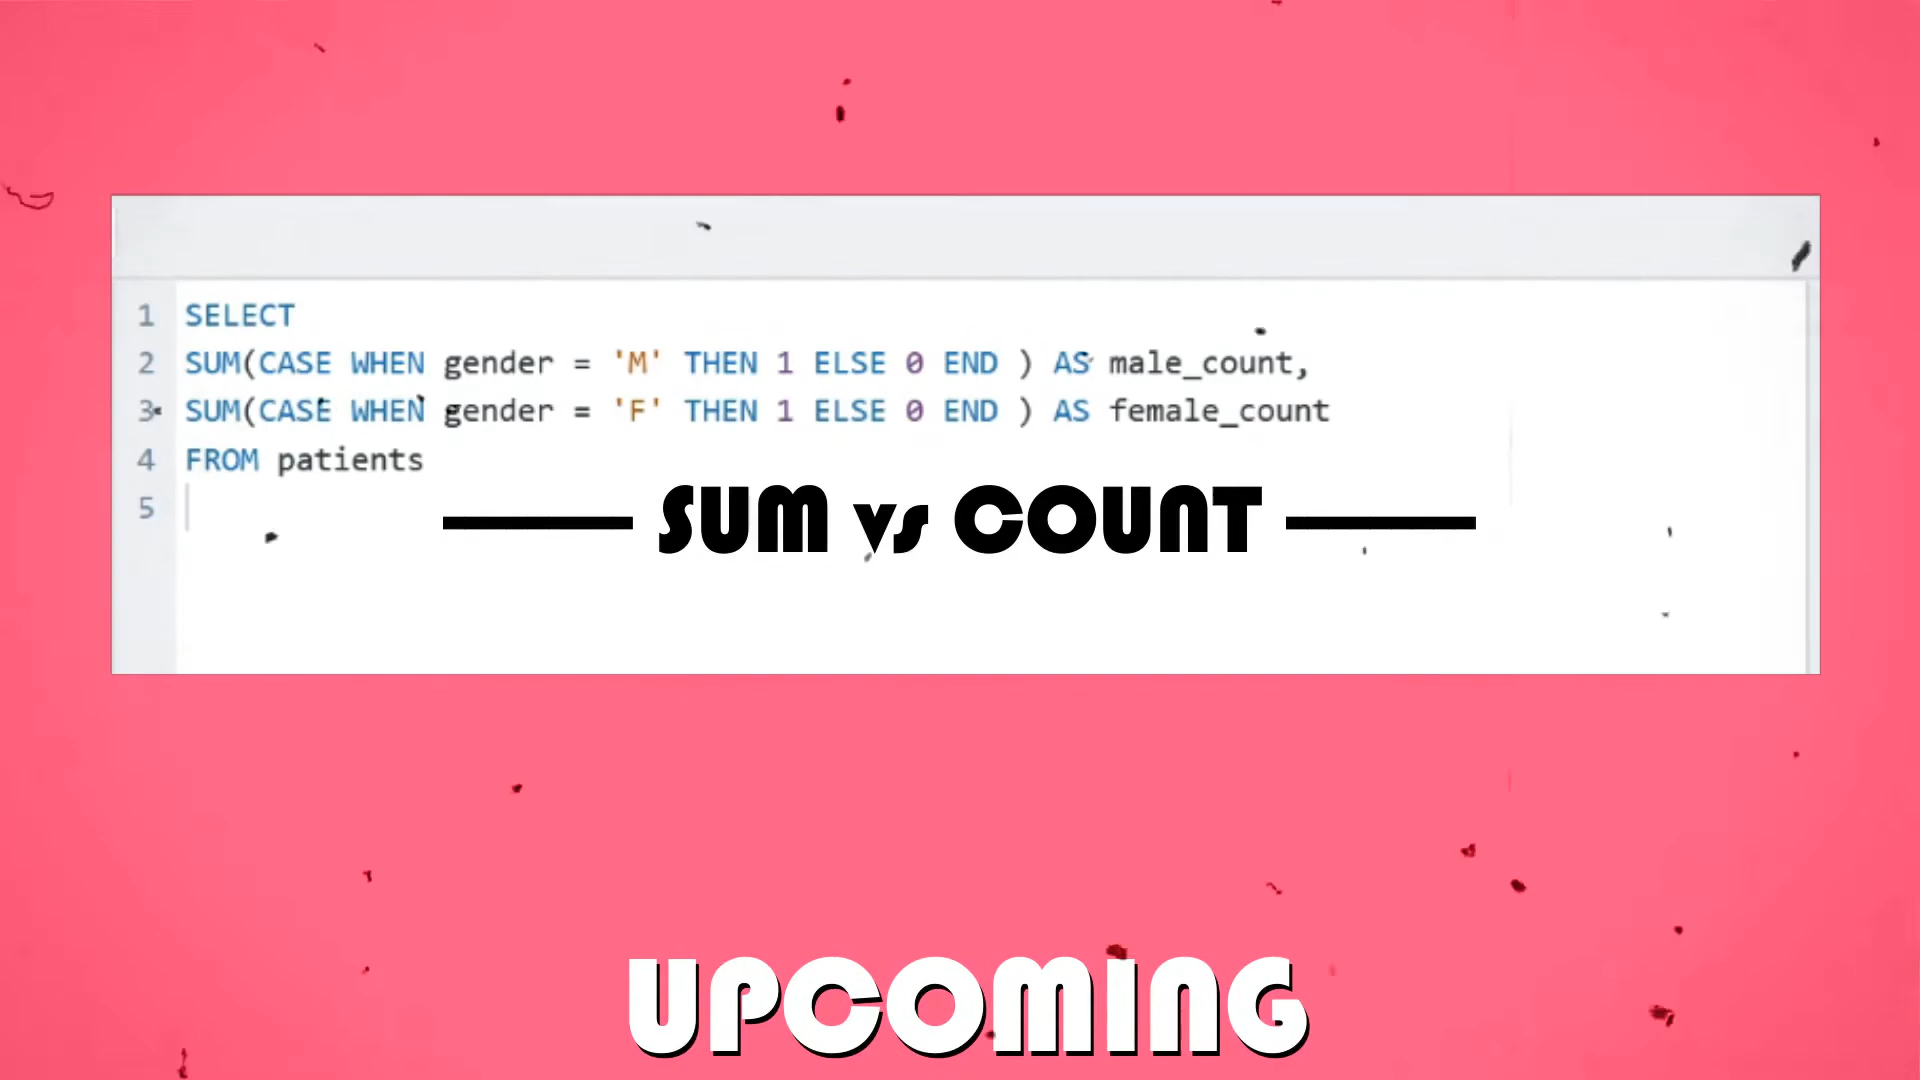 1 SELECT
2 SUM(CASE WHEN gender = 'M' THEN 1 ELSE 0 END ) AS male_count,
3 SUM(CASE WHEN gender = 'F' THEN 1 ELSE 0 END ) AS female_count
4 FROM patients
5
SUM vs COUNT
UPCOMING